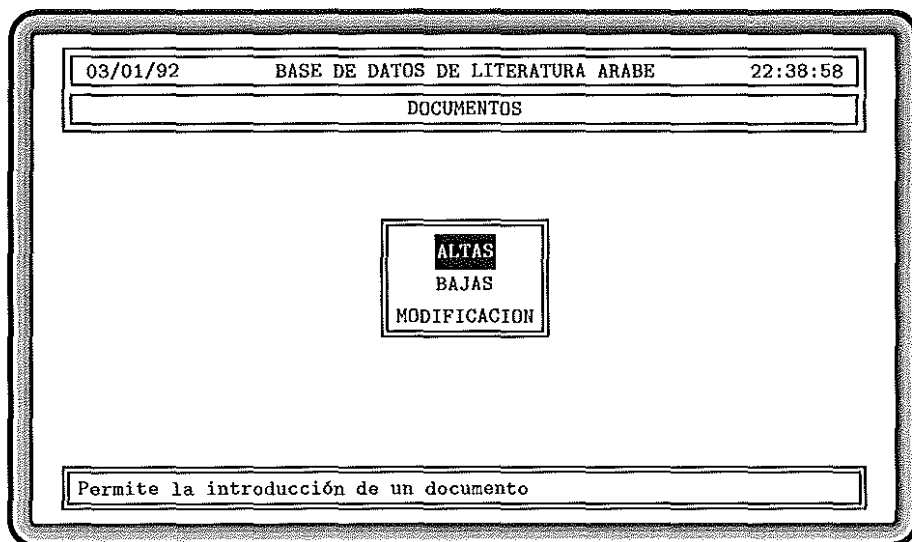 03/01/92 BASE DE DATOS DE LITERATURA ARABE 22:38:58
DOCUMENTOS
ALTAS
BAJAS
MODIFICACION
Permite la introducción de un documento